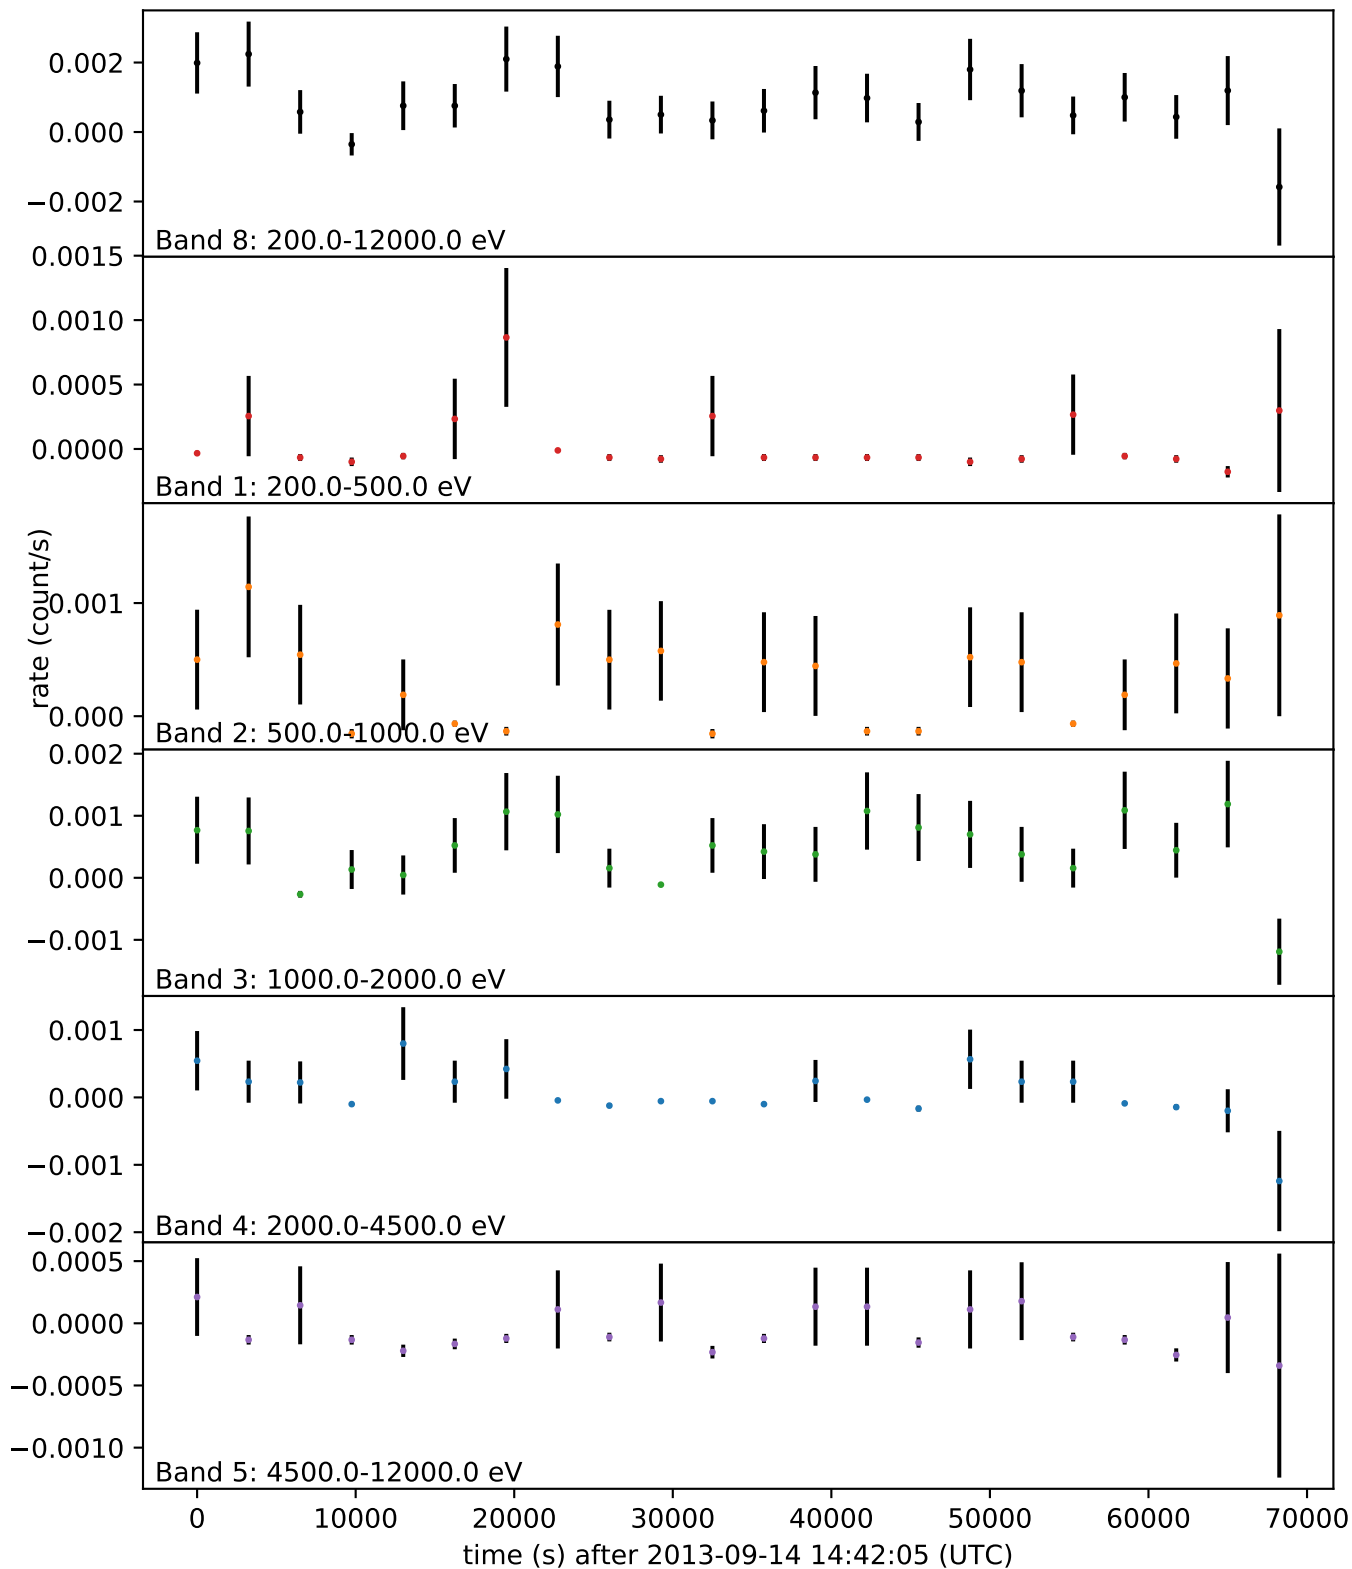 0.002
0.000
−0.002
Band 8: 200.0-12000.0 eV
0.0015
0.0010
0.0005
0.0000
Band 1: 200.0-500.0 eV
rate (count/s)
0.001
0.000
Band 2: 500.0-1000.0 eV
0.002
0.001
0.000
−0.001
Band 3: 1000.0-2000.0 eV
0.001
0.000
−0.001
−0.002
Band 4: 2000.0-4500.0 eV
0.0005
0.0000
−0.0005
−0.0010
Band 5: 4500.0-12000.0 eV
0 10000 20000 30000 40000 50000 60000 70000
time (s) after 2013-09-14 14:42:05 (UTC)